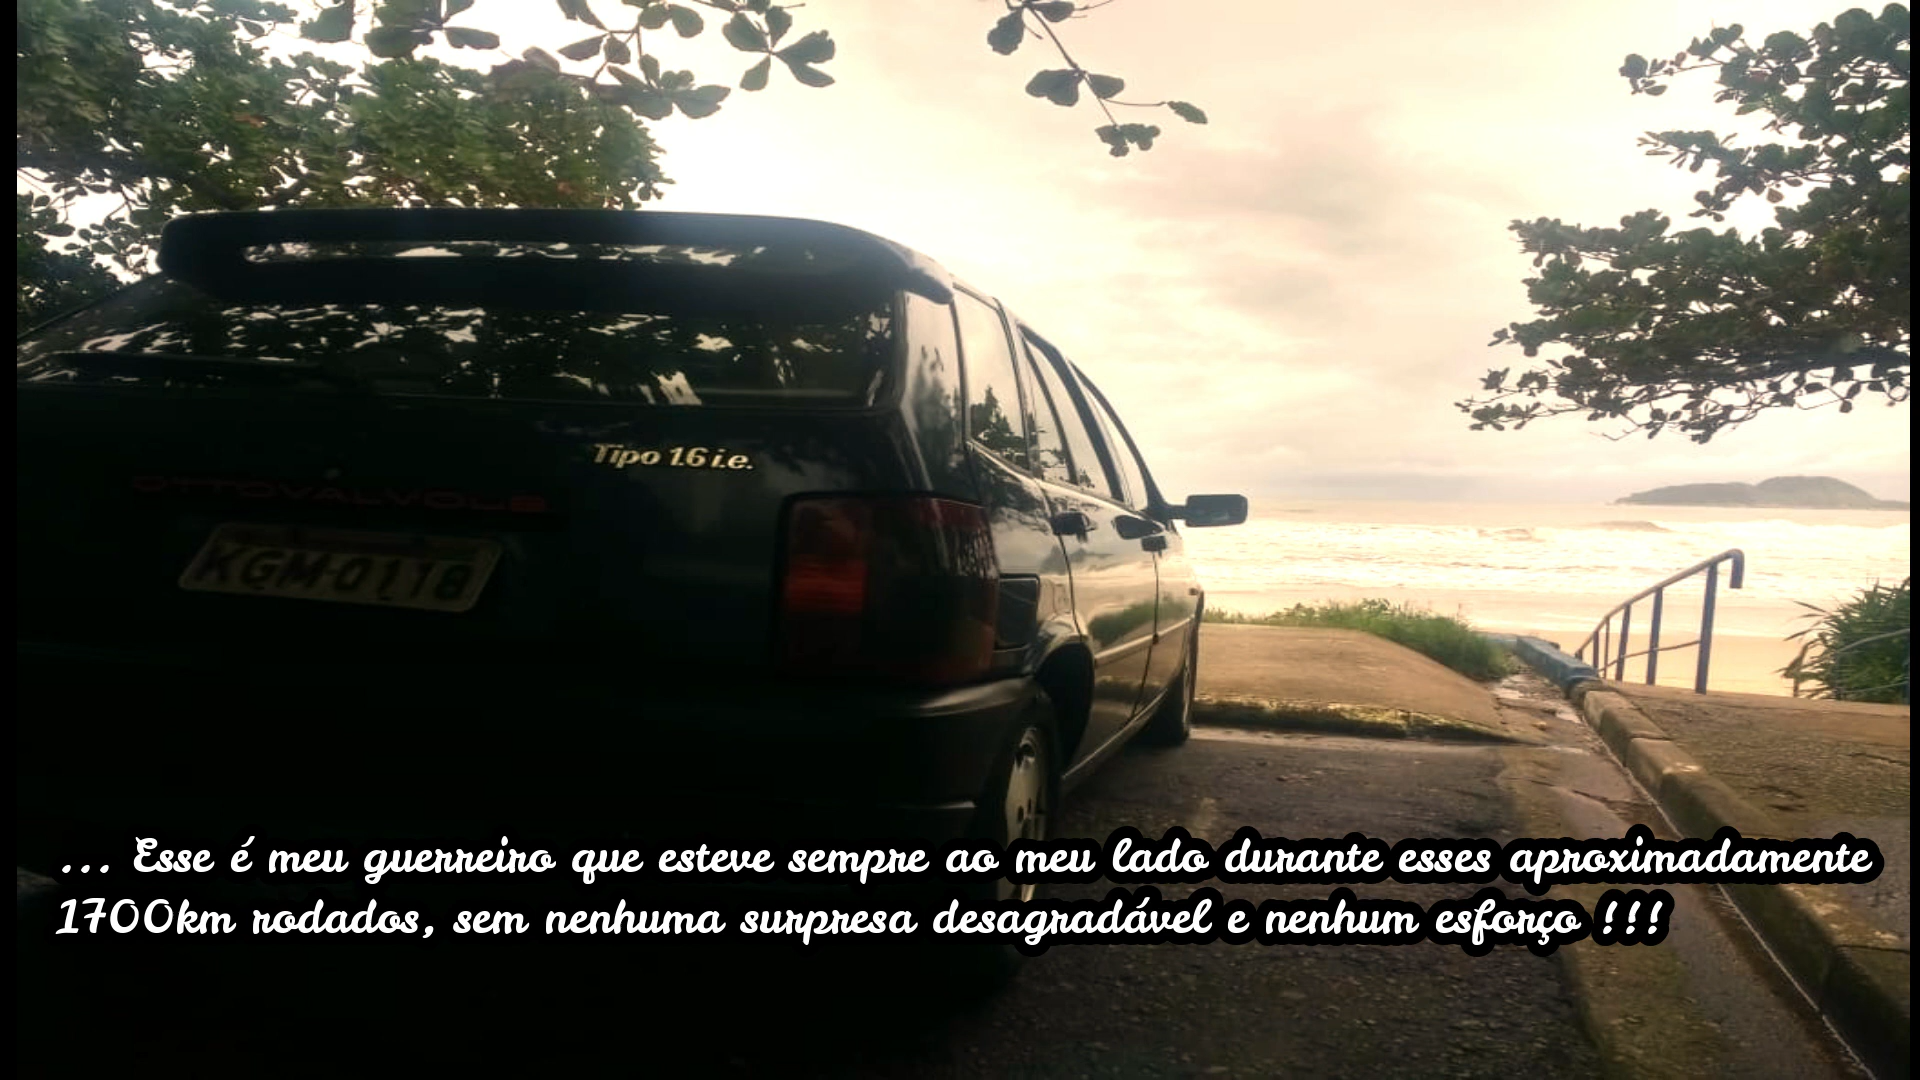 Tipo 1.6 i.e.
OTTOVALVOLE
KGM-0118
... Esse é meu guerreiro que esteve sempre ao meu lado durante esses aproximadamente
1700km rodados, sem nenhuma surpresa desagradável e nenhum esforço !!!